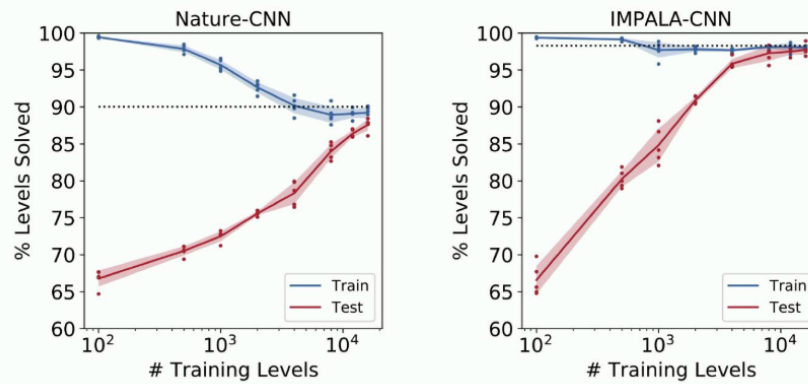 Nature-CNN
100
95
90
85
80
75
70
65
60
% Levels Solved
Train
Test
10²
10³
10⁴
# Training Levels
IMPALA-CNN
100
95
90
85
80
75
70
65
60
% Levels Solved
Train
Test
10²
10³
10⁴
# Training Levels